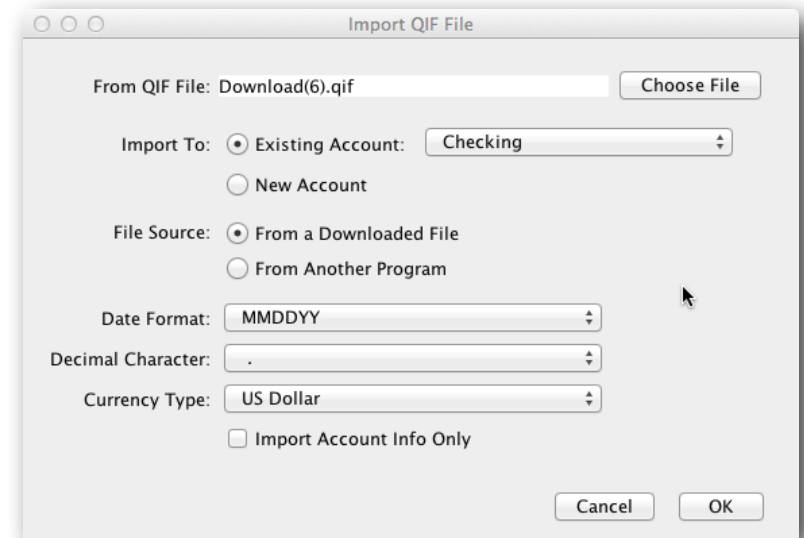 Import QIF File
From QIF File: Download(6).qif Choose File
Import To: Existing Account: Checking
New Account
File Source: From a Downloaded File
From Another Program
Date Format: MMDDYY
Decimal Character: .
Currency Type: US Dollar
Import Account Info Only
Cancel OK